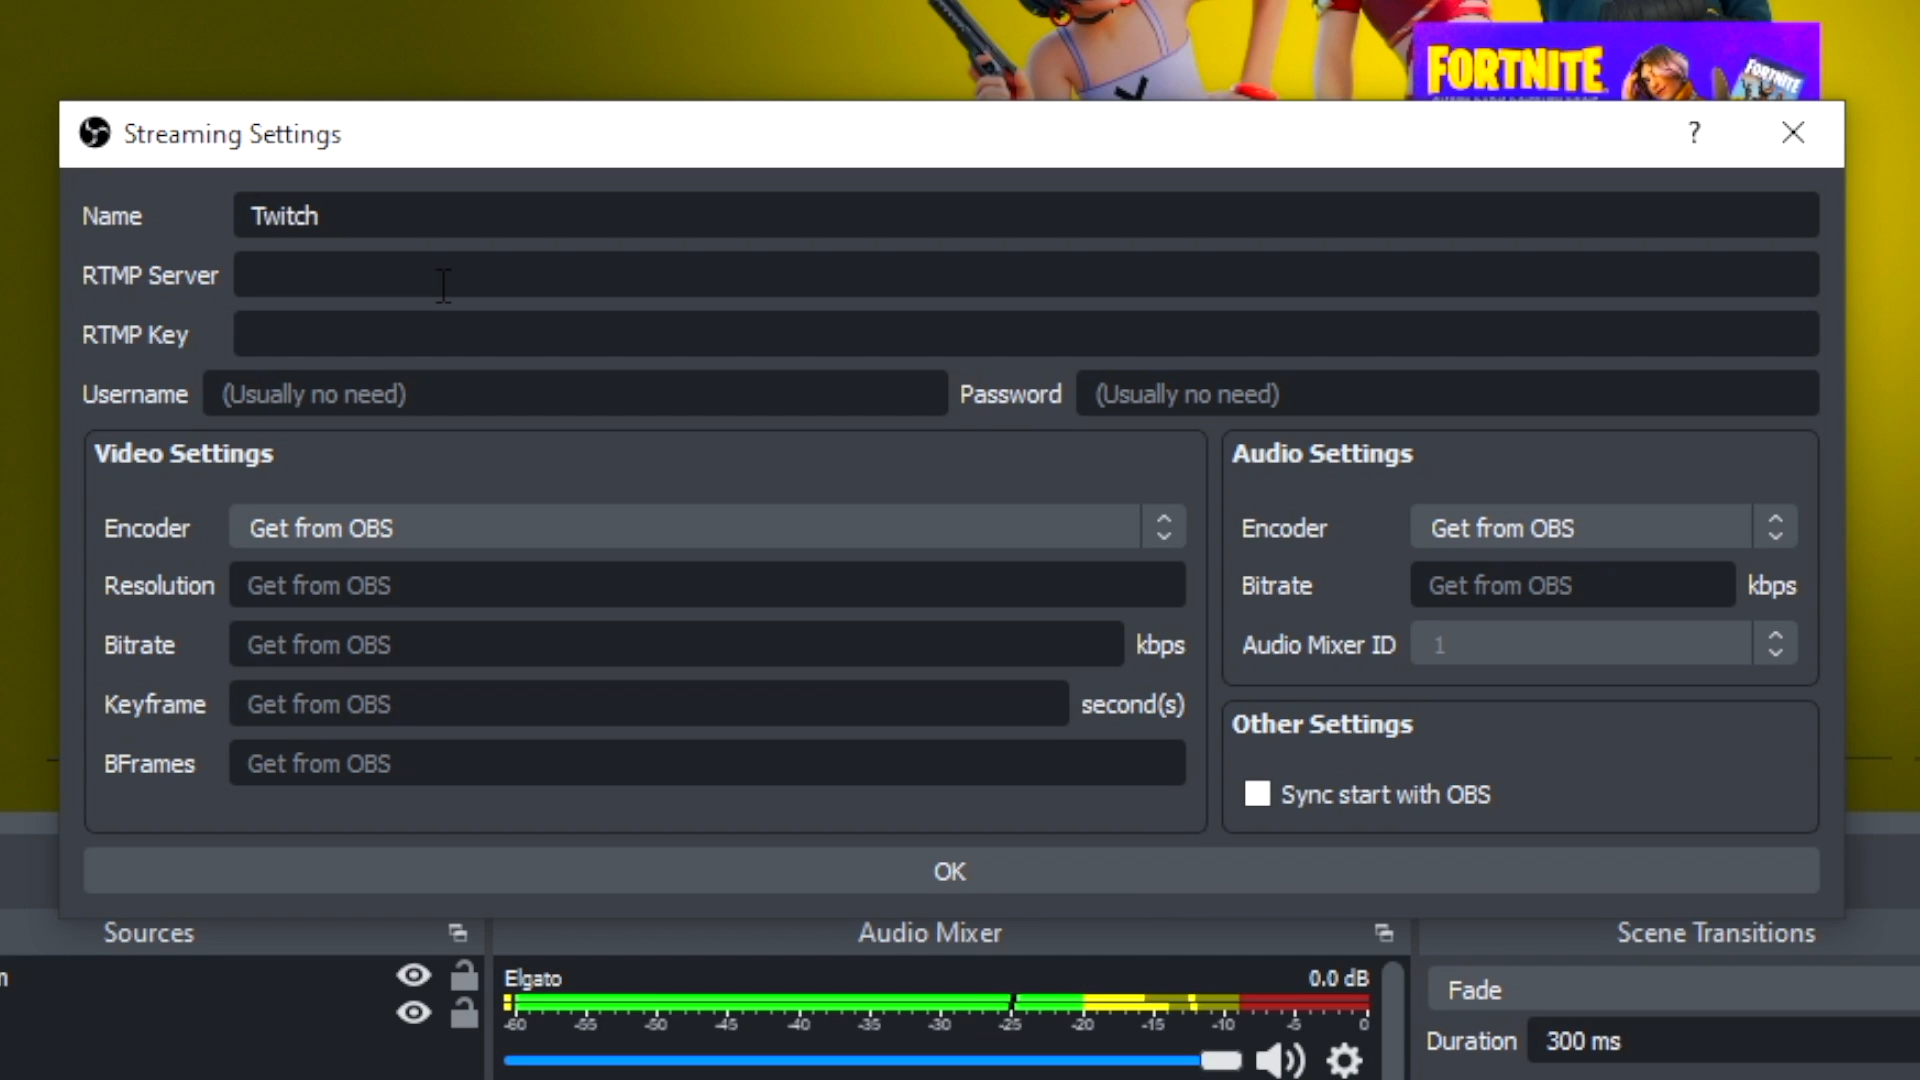 FORTNITE
FORTNITE
Streaming Settings
?
Name
Twitch
RTMP Server
RTMP Key
Username
(Usually no need)
Password
(Usually no need)
Video Settings
Encoder
Get from OBS
Resolution
Get from OBS
Bitrate
Get from OBS
kbps
Keyframe
Get from OBS
second(s)
BFrames
Get from OBS
Audio Settings
Encoder
Get from OBS
Bitrate
Get from OBS
kbps
Audio Mixer ID
1
Other Settings
Sync start with OBS
OK
Sources
Audio Mixer
Scene Transitions
Elgato
0.0 dB
-60 -55 -50 -45 -40 -35 -30 -25 -20 -15 -10 -5 0
Fade
Duration
300 ms